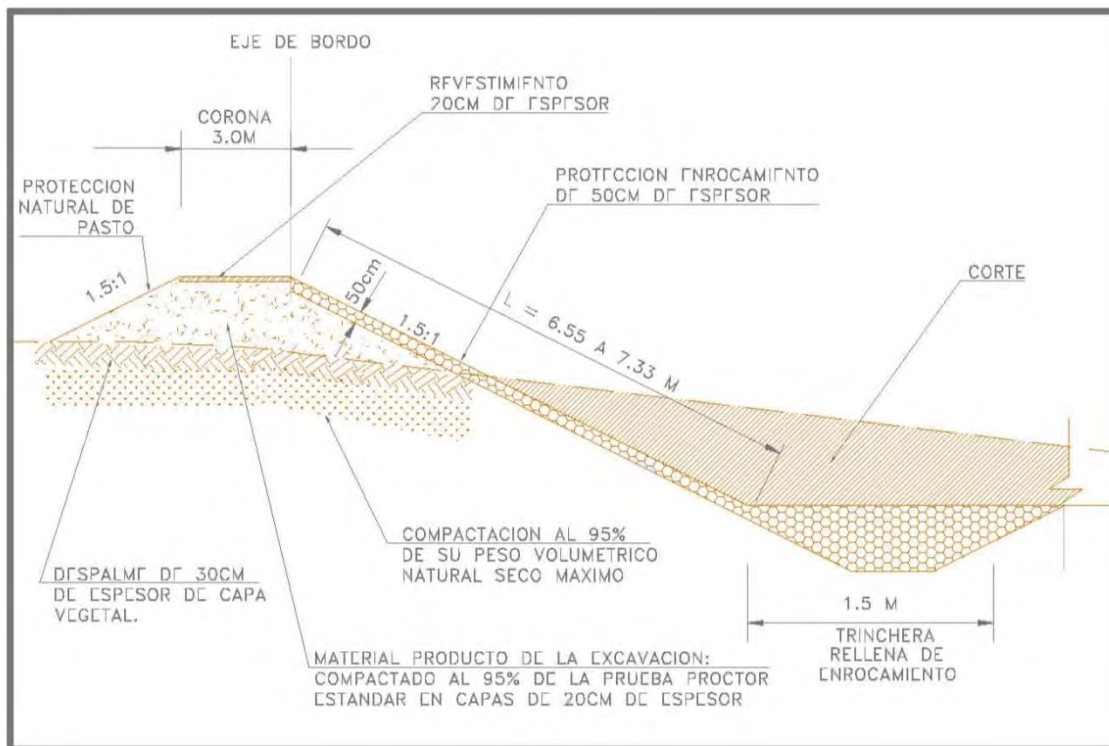 EJE DE BORDO
REVESTIMIENTO
20CM DE ESPESOR
CORONA
3.0M
PROTECCION ENROCAMIENTO
DE 50CM DE ESPESOR
PROTECCION
NATURAL DE
PASTO
CORTE
1.5:1
50cm
1.5:1
L = 6.55 A 7.33 M
COMPACTACION AL 95%
DE SU PESO VOLUMETRICO
NATURAL SECO MAXIMO
DESPALME DE 30CM
DE ESPESOR DE CAPA
VEGETAL.
1.5 M
TRINCHERA
RELLENA DE
ENROCAMIENTO
MATERIAL PRODUCTO DE LA EXCAVACION:
COMPACTADO AL 95% DE LA PRUEBA PROCTOR
ESTANDAR EN CAPAS DE 20CM DE ESPESOR